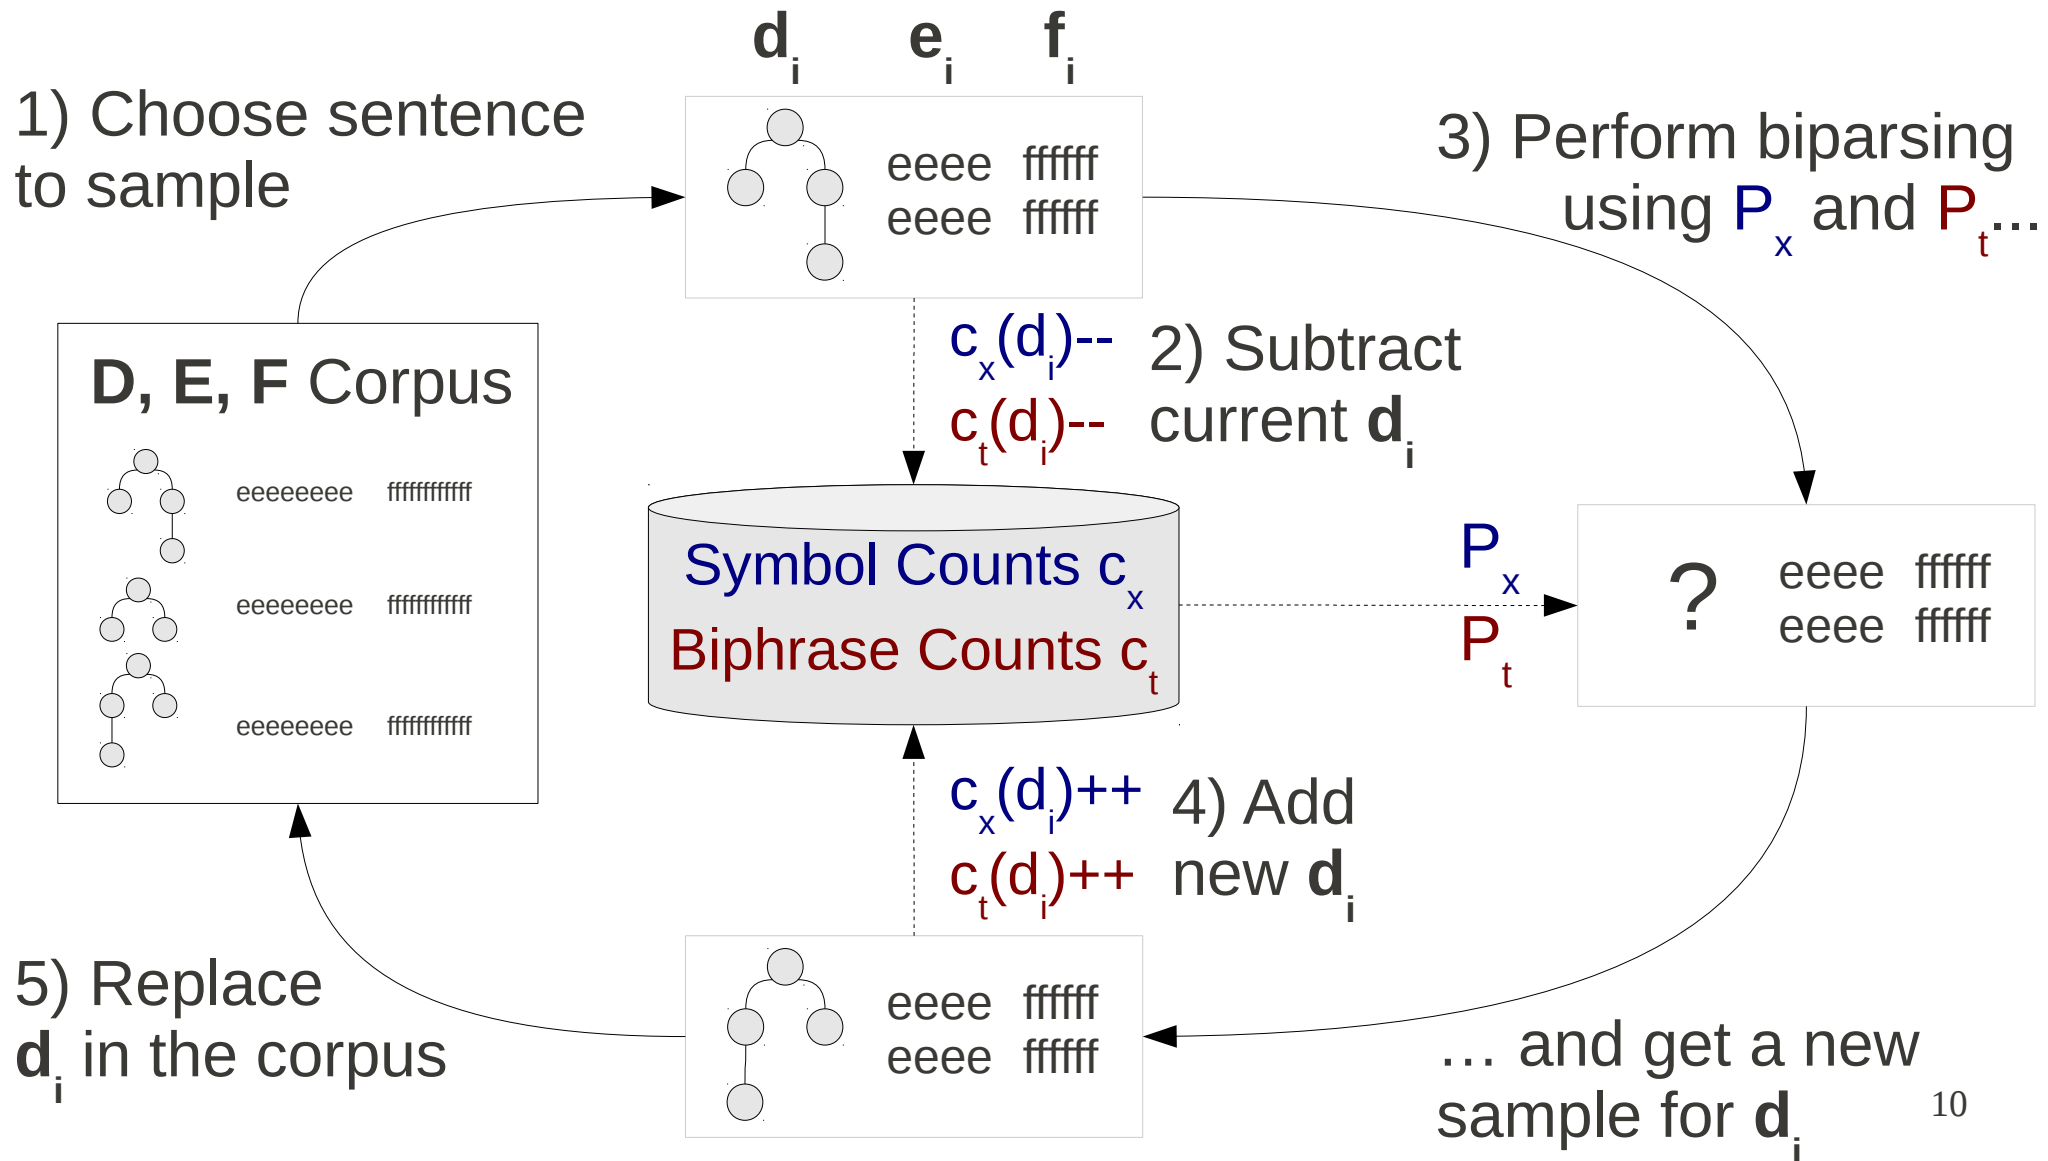 d_i e_i f_i
1) Choose sentence
to sample
eeee ffffff
eeee ffffff
3) Perform biparsing
using P_x and P_t...
c_x(d_i)--
c_t(d_i)--
2) Subtract
current d_i
D, E, F Corpus
eeeeeeee ffffffffffff
eeeeeeee ffffffffffff
eeeeeeee ffffffffffff
Symbol Counts c_x
Biphrase Counts c_t
P_x
P_t
?
eeee ffffff
eeee ffffff
c_x(d_i)++
c_t(d_i)++
4) Add
new d_i
5) Replace
d_i in the corpus
eeee ffffff
eeee ffffff
… and get a new
sample for d_i
10